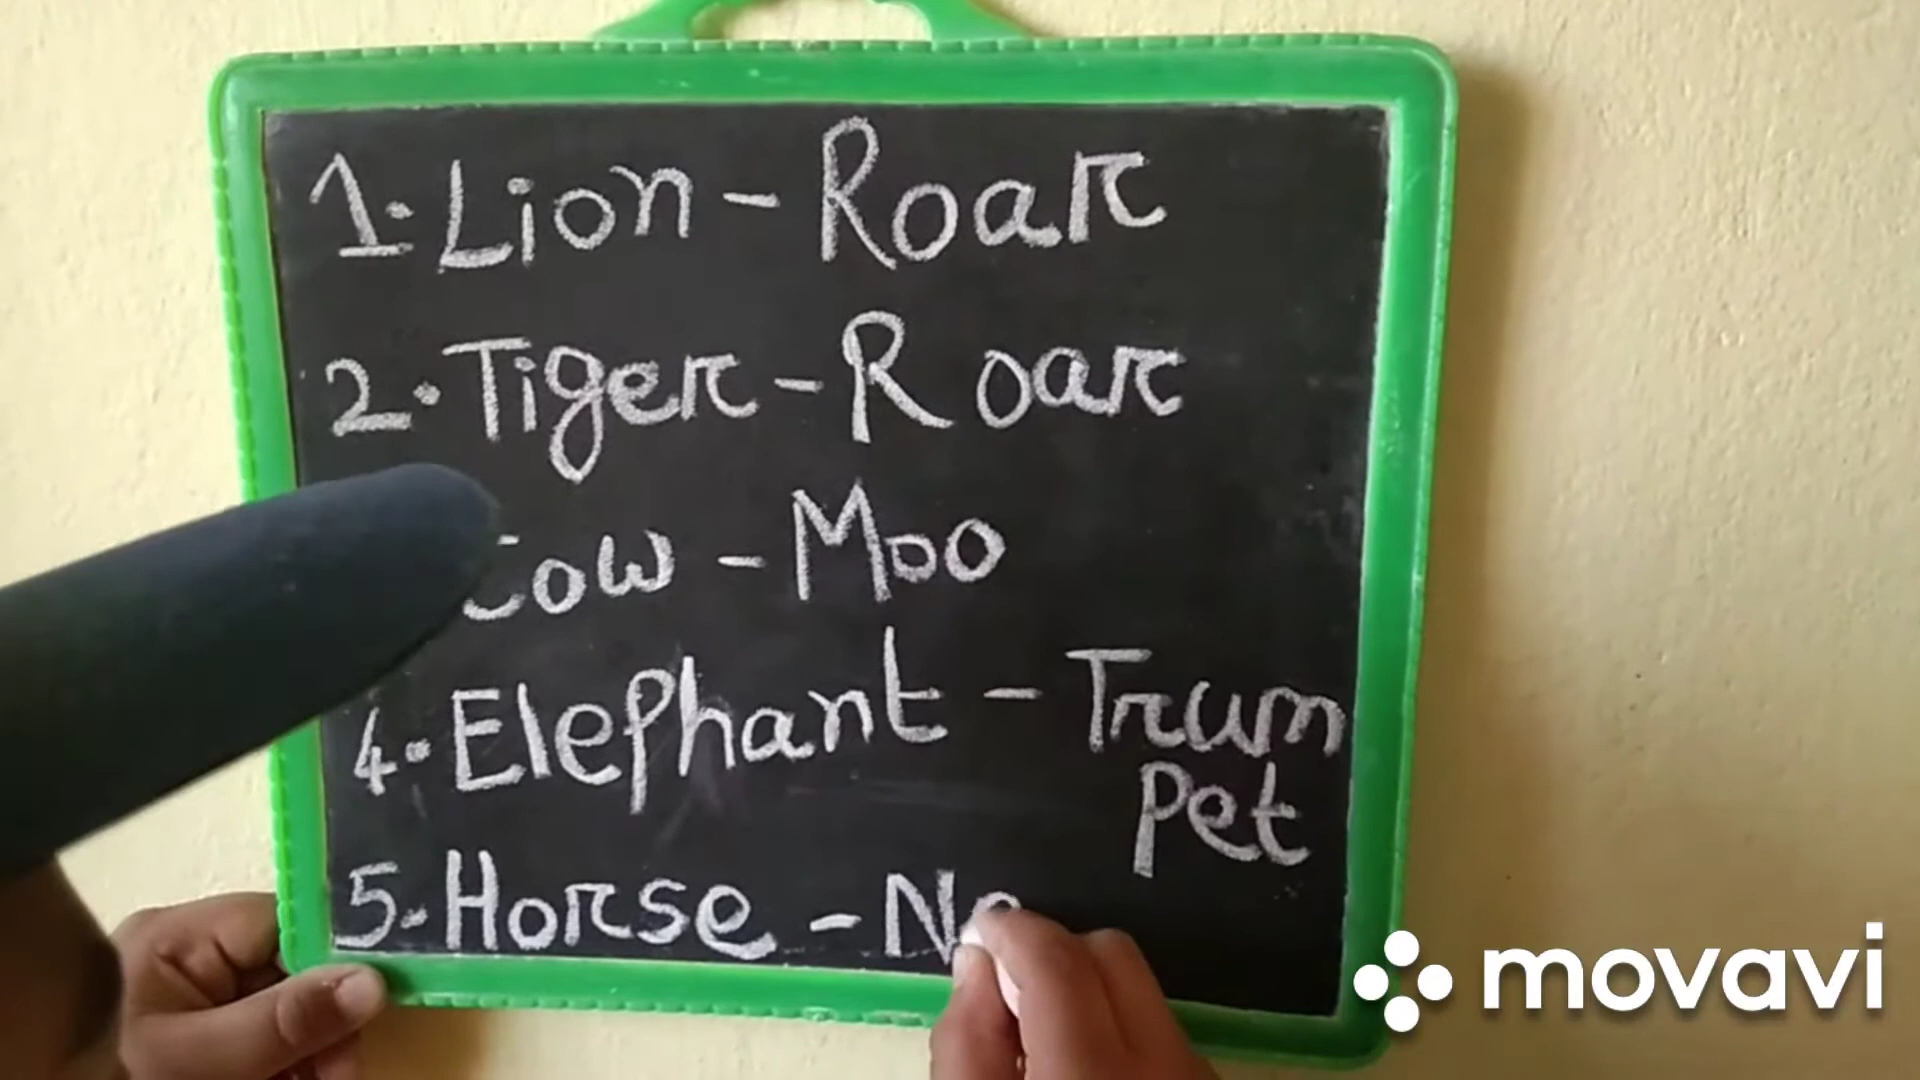 1. Lion - Roar
2. Tiger - Roar
Cow - Moo
4. Elephant - Trum
Pet
5. Horse - Ne
movavi